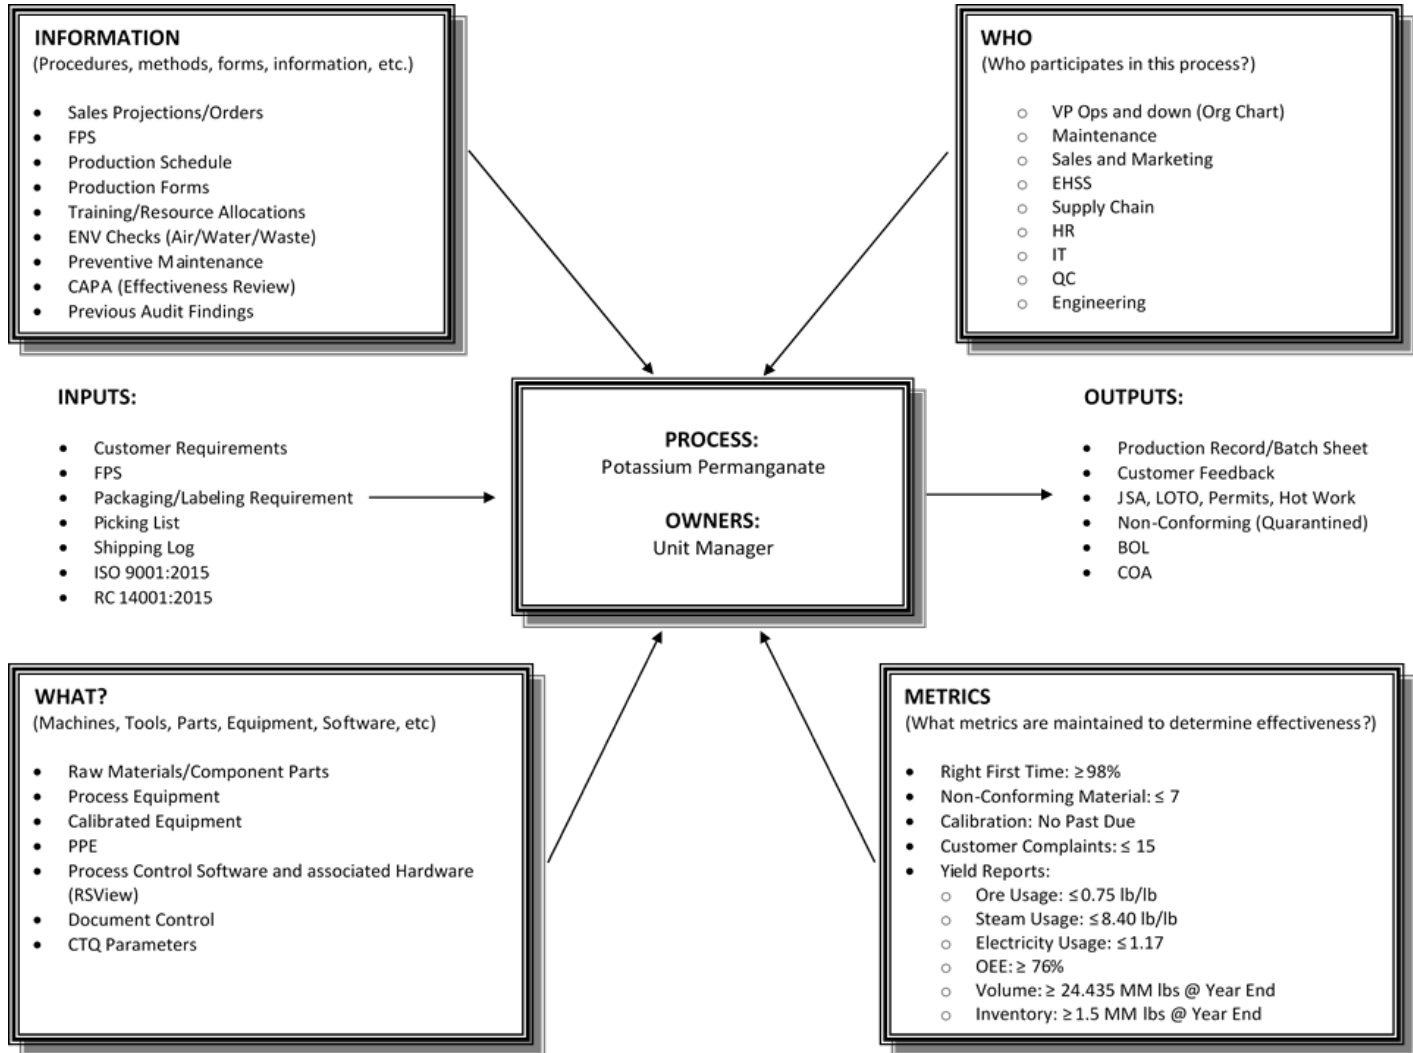 INFORMATION
(Procedures, methods, forms, information, etc.)
• Sales Projections/Orders
• FPS
• Production Schedule
• Production Forms
• Training/Resource Allocations
• ENV Checks (Air/Water/Waste)
• Preventive Maintenance
• CAPA (Effectiveness Review)
• Previous Audit Findings
WHO
(Who participates in this process?)
○ VP Ops and down (Org Chart)
○ Maintenance
○ Sales and Marketing
○ EHSS
○ Supply Chain
○ HR
○ IT
○ QC
○ Engineering
INPUTS:
• Customer Requirements
• FPS
• Packaging/Labeling Requirement
• Picking List
• Shipping Log
• ISO 9001:2015
• RC 14001:2015
PROCESS:
Potassium Permanganate
OWNERS:
Unit Manager
OUTPUTS:
• Production Record/Batch Sheet
• Customer Feedback
• JSA, LOTO, Permits, Hot Work
• Non-Conforming (Quarantined)
• BOL
• COA
WHAT?
(Machines, Tools, Parts, Equipment, Software, etc)
• Raw Materials/Component Parts
• Process Equipment
• Calibrated Equipment
• PPE
• Process Control Software and associated Hardware
(RSView)
• Document Control
• CTQ Parameters
METRICS
(What metrics are maintained to determine effectiveness?)
• Right First Time: ≥98%
• Non-Conforming Material: ≤ 7
• Calibration: No Past Due
• Customer Complaints: ≤ 15
• Yield Reports:
○ Ore Usage: ≤0.75 lb/lb
○ Steam Usage: ≤8.40 lb/lb
○ Electricity Usage: ≤1.17
○ OEE: ≥ 76%
○ Volume: ≥ 24.435 MM lbs @ Year End
○ Inventory: ≥1.5 MM lbs @ Year End